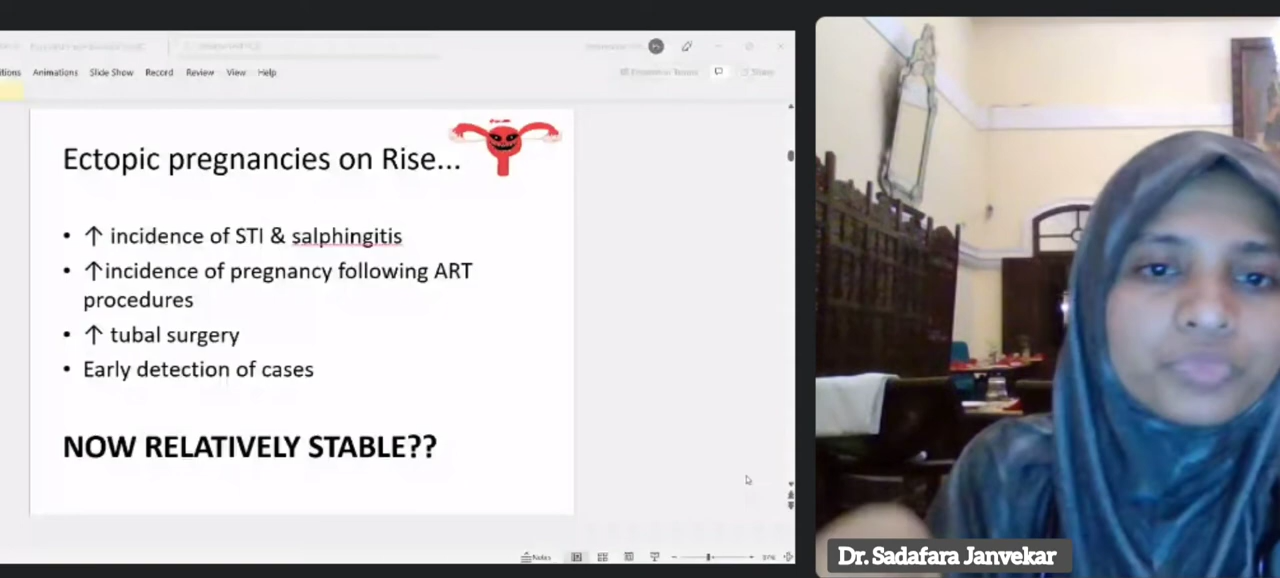 Animations Slide Show Record Review View Help
Ectopic pregnancies on Rise...
• ↑ incidence of STI & salphingitis
• ↑incidence of pregnancy following ART
procedures
• ↑ tubal surgery
• Early detection of cases
NOW RELATIVELY STABLE??
Notes
Dr. Sadafara Janvekar